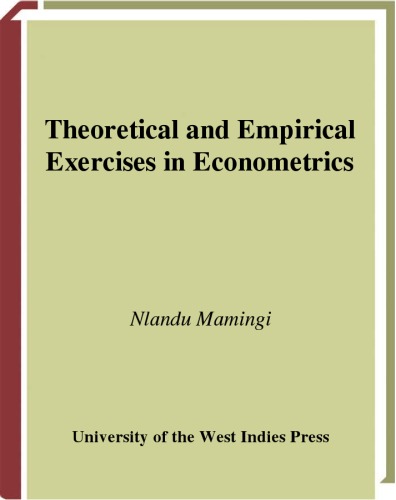 Theoretical and Empirical
Exercises in Econometrics
Nlandu Mamingi
University of the West Indies Press